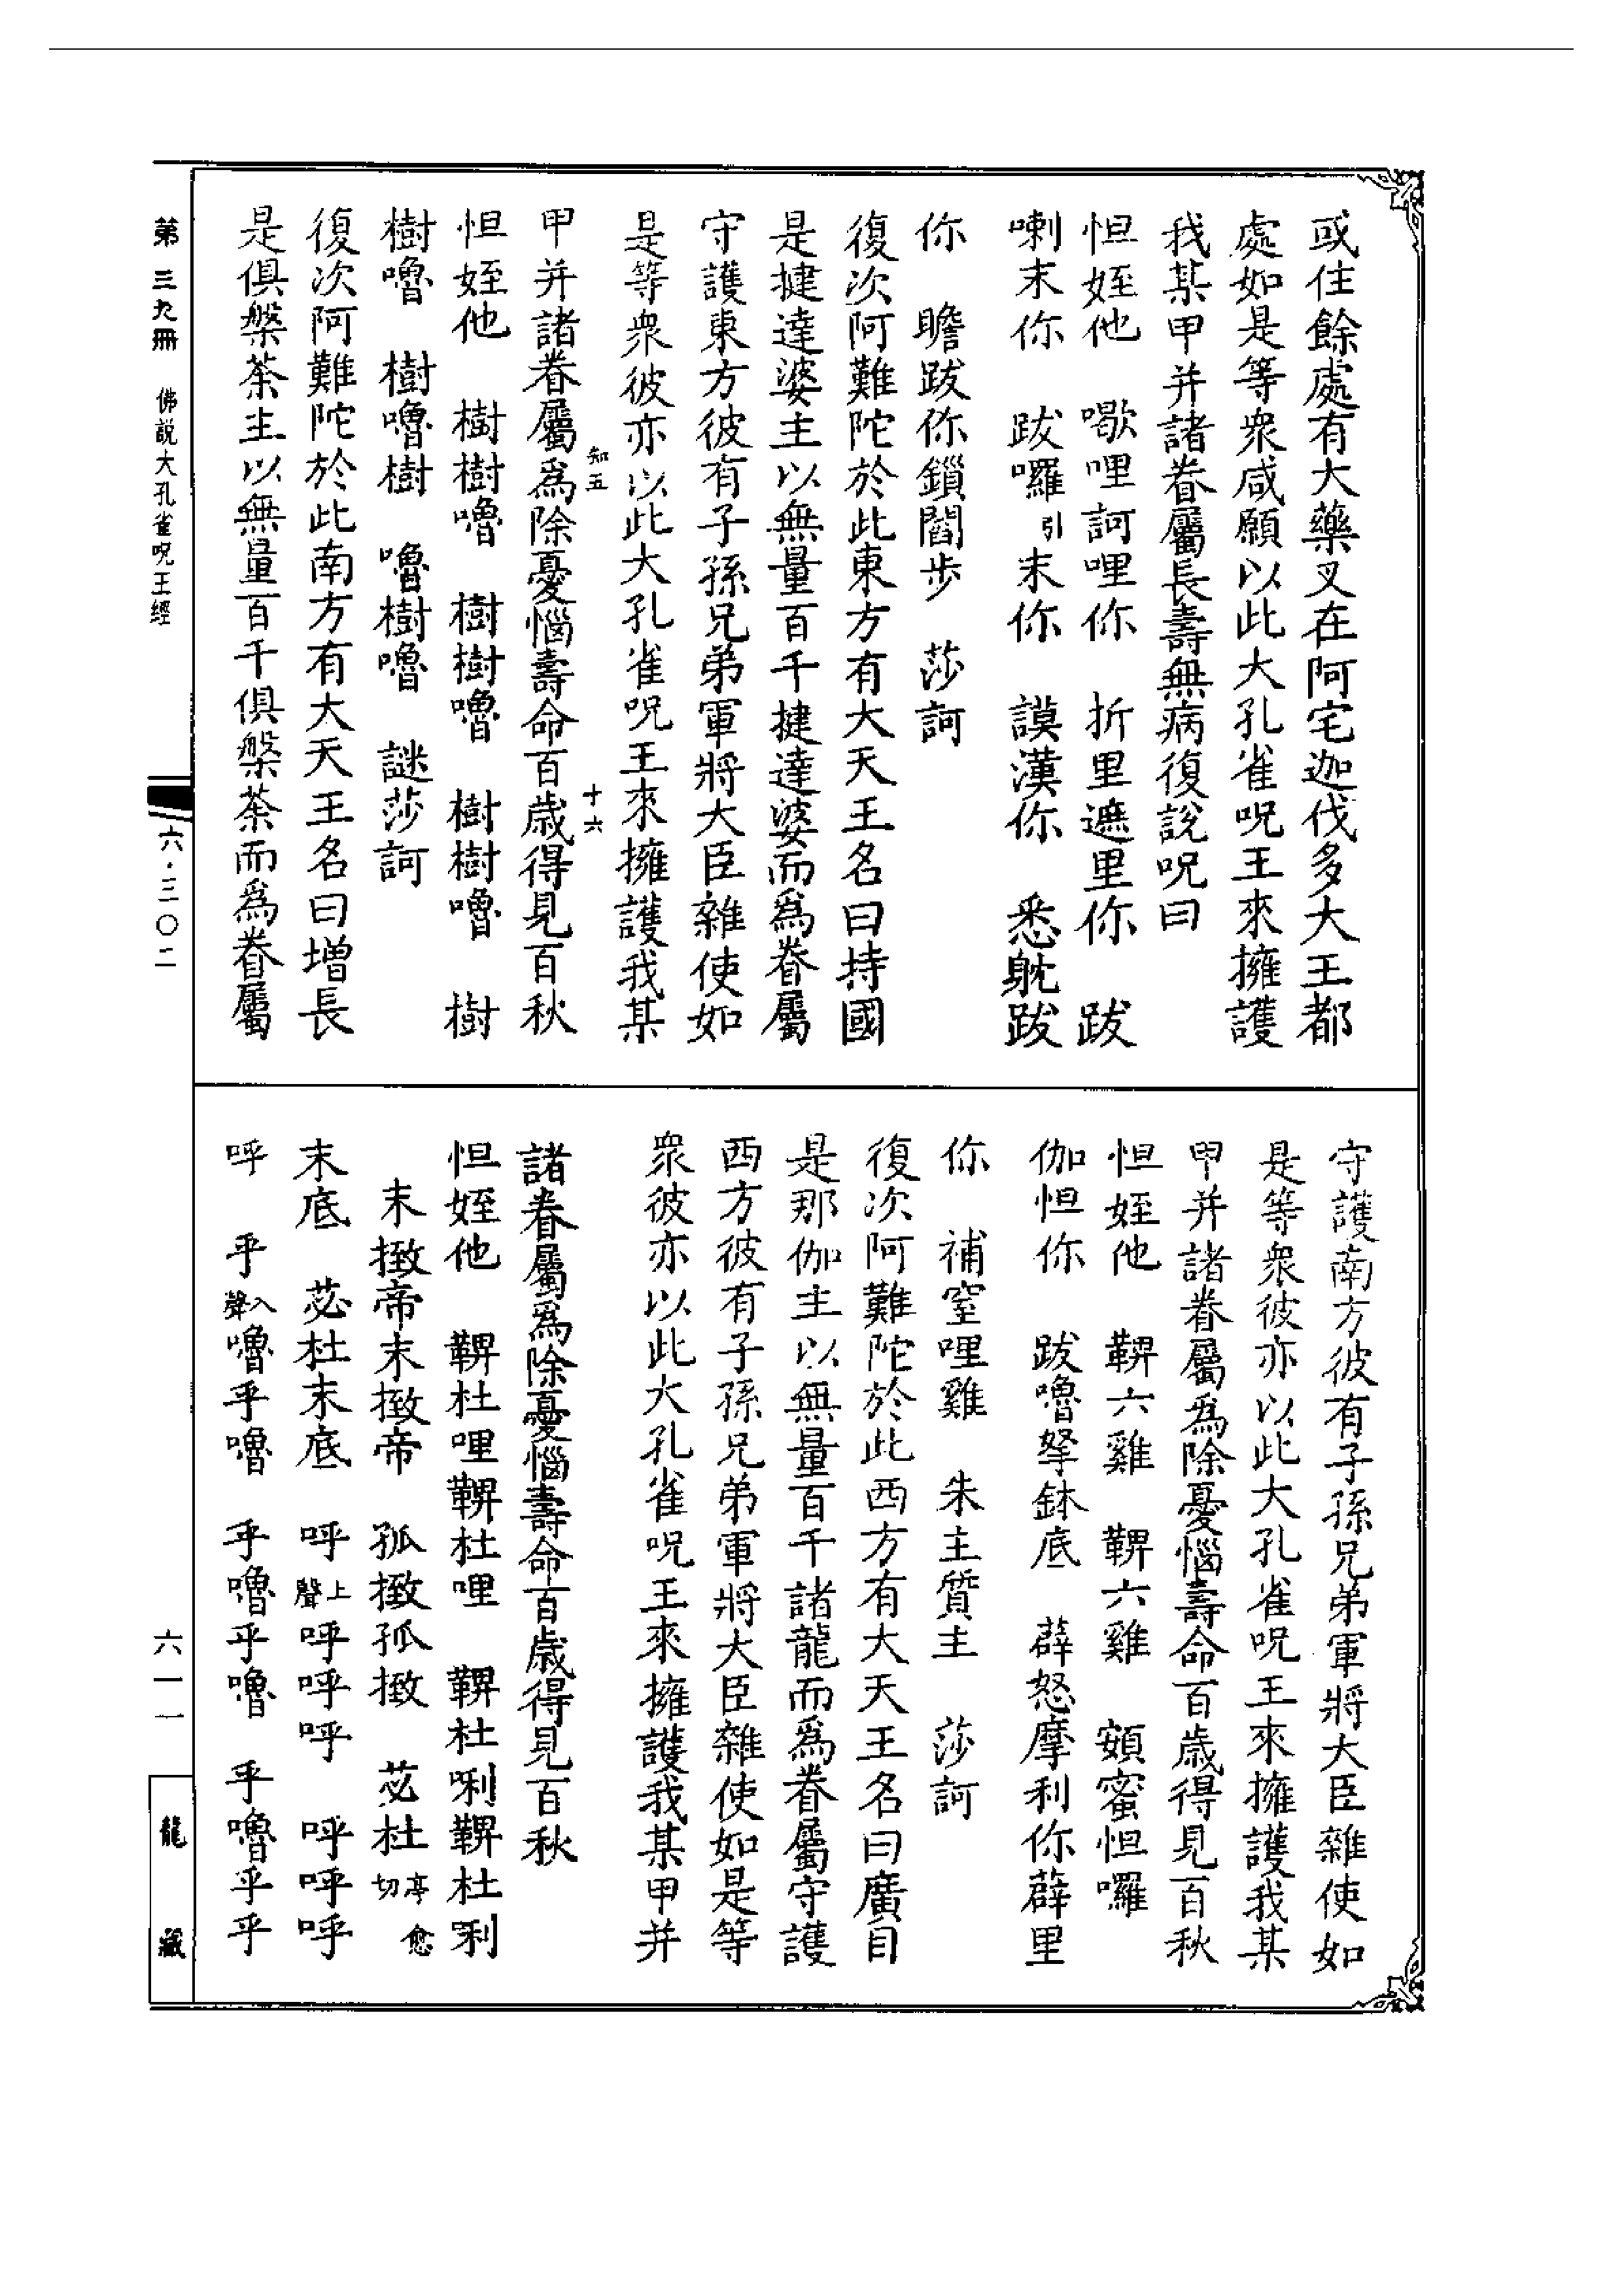 或住餘處有大藥叉在阿宅迦伐多大王都
處如是等衆咸願以此大孔雀呪王來擁護
我某甲并諸眷屬長壽無病復說呪曰
怛姪他　㗭哩訶哩你　折里遮里你　跋
喇末你　跋囉引末你　謨漢你　悉躭跋
你　瞻跋你鎖閻步　莎訶
復次阿難陀於此東方有大天王名曰持國
是揵達婆主以無量百千揵達婆而爲眷屬
守護東方彼有子孫兄弟軍將大臣雜使如
是等衆彼亦以此大孔雀呪王來擁護我某
知五　十六
甲并諸眷屬爲除憂惱壽命百歲得見百秋
怛姪他　樹樹嚕　樹樹嚕　樹樹嚕　樹
樹嚕　樹嚕樹　嚕樹嚕　謎莎訶
復次阿難陀於此南方有大天王名曰增長
是俱槃荼主以無量百千俱槃荼而爲眷屬
守護南方彼有子孫兄弟軍將大臣雜使如
是等衆彼亦以此大孔雀呪王來擁護我某
甲并諸眷屬爲除憂惱壽命百歲得見百秋
怛姪他　鞞六雞　鞞六雞　頞蜜怛囉
伽怛你　跋嚕拏鉢底　薜怒摩利你薜里
你　補窒哩雞　朱主質主　莎訶
復次阿難陀於此西方有大天王名曰廣目
是那伽主以無量百千諸龍而爲眷屬守護
西方彼有子孫兄弟軍將大臣雜使如是等
衆彼亦以此大孔雀呪王來擁護我某甲并
諸眷屬爲除憂惱壽命百歲得見百秋
怛姪他　鞞杜哩鞞杜哩　鞞杜唎鞞杜唎
末㨖帝末㨖帝　孤㨖孤㨖　苾杜亭愈切
末底　苾杜末底　呼上聲呼呼呼　呼呼呼
呼　乎入聲嚕乎嚕　乎嚕乎嚕　乎嚕乎乎
第三九冊　佛説大孔雀呪王經
六·三〇二
六一一
龍藏